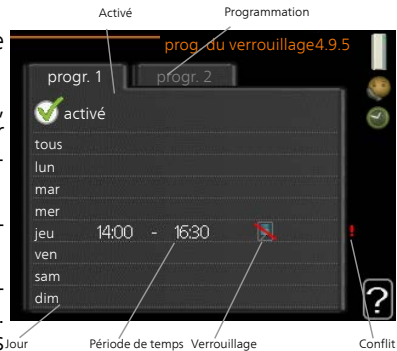 Activé Programmation
prog. du verrouillage4.9.5
progr. 1 progr. 2
activé
tous
lun
mar
mer
jeu 14:00 - 16:30
!
ven
sam
dim
?
Jour Période de temps Verrouillage Conflit